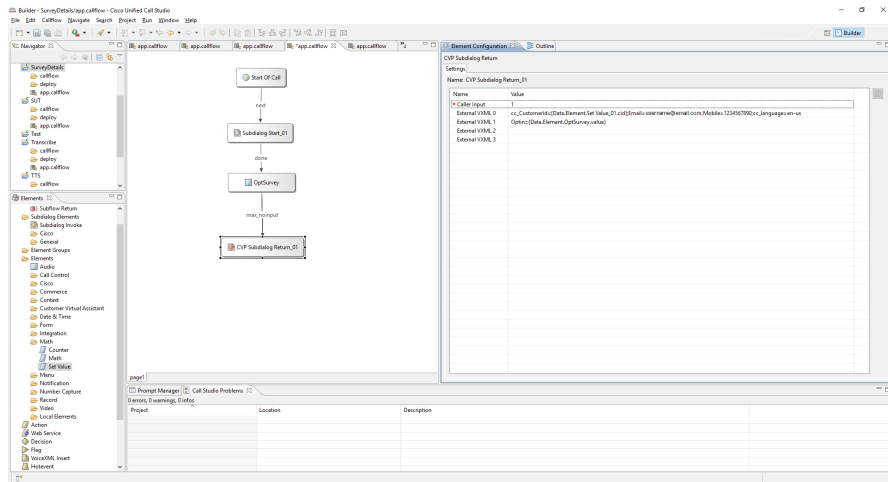 Builder - SurveyDetails/app.callflow - Cisco Unified Call Studio
File Edit Callflow Navigate Search Project Run Window Help
Builder
Navigator
SurveyDetails
callflow
deploy
app.callflow
SUT
callflow
deploy
app.callflow
Test
Transcribe
callflow
deploy
app.callflow
TTS
callflow
Elements
Subflow Return
Subdialog Elements
Subdialog Invoke
Cisco
General
Element Groups
Elements
Audio
Call Control
Cisco
Commerce
Context
Customer Virtual Assistant
Date & Time
Form
Integration
Math
Counter
Math
Set Value
Menu
Notification
Number Capture
Record
Video
Local Elements
Action
Web Service
Decision
Flag
VoiceXML Insert
Hotevent
app.callflow app.callflow app.callflow *app.callflow app.callflow
Start Of Call
next
Subdialog Start_01
done
OptSurvey
max_noinput
CVP Subdialog Return_01
page1
Element Configuration Outline
CVP Subdialog Return
Settings
Name: CVP Subdialog Return_01
Name Value
* Caller Input 1
External VXML 0 cc_CustomerId={Data.Element.Set Value_01.cid};Email=username@email.com;Mobile=1234567890;cc_language=en-us
External VXML 1 Optin={Data.Element.OptSurvey.value}
External VXML 2
External VXML 3
Prompt Manager Call Studio Problems
0 errors, 0 warnings, 0 infos
Project Location Description